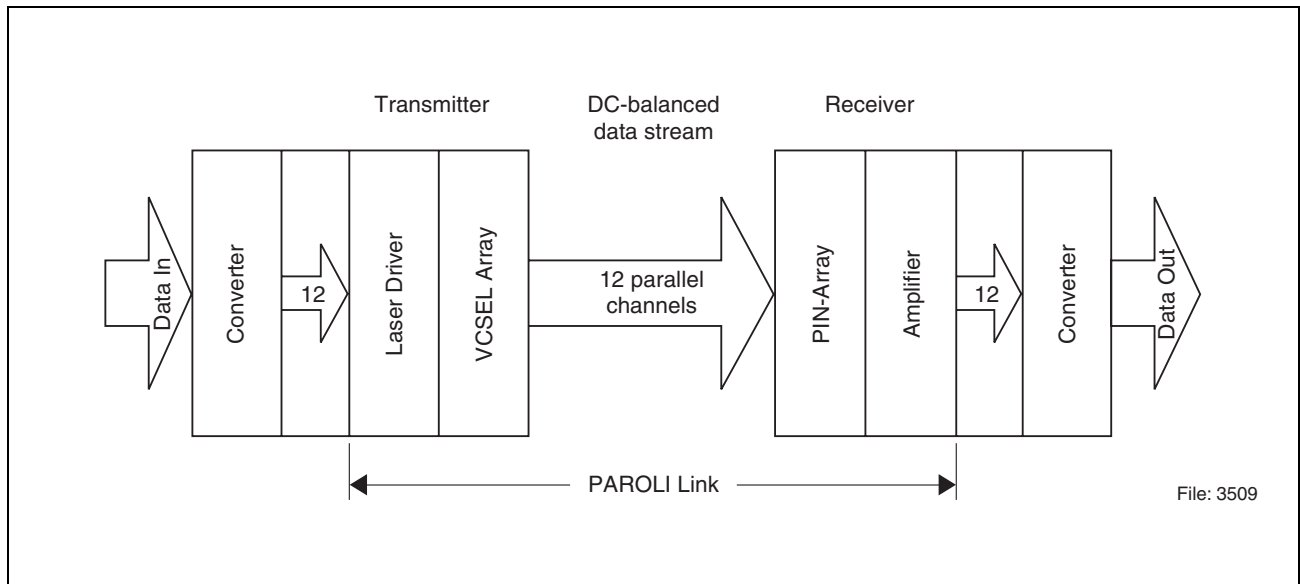 Transmitter
DC-balanced
data stream
Receiver
Data In
Converter
12
Laser Driver
VCSEL Array
12 parallel
channels
PIN-Array
Amplifier
12
Converter
Data Out
PAROLI Link
File: 3509